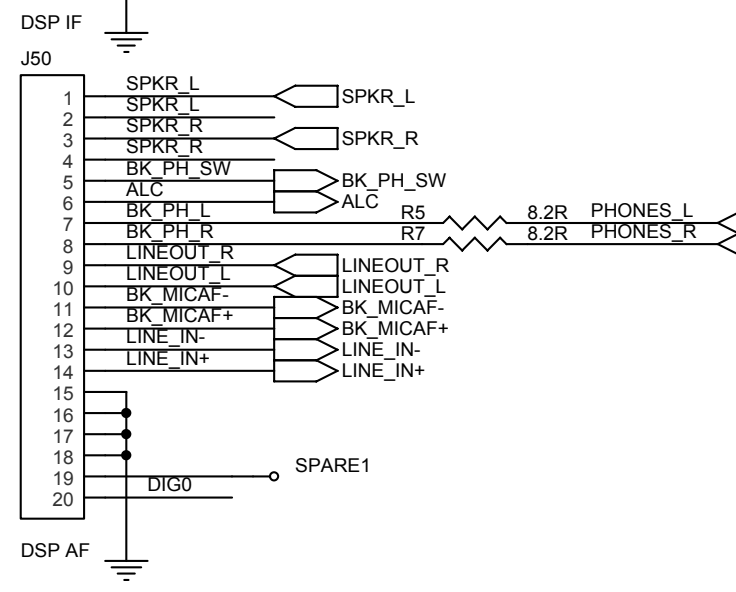 DSP IF
J50
1 SPKR_L SPKR_L
2 SPKR_L
3 SPKR_R SPKR_R
4 SPKR_R
5 BK_PH_SW BK_PH_SW
6 ALC ALC
7 BK_PH_L R5 8.2R PHONES_L
8 BK_PH_R R7 8.2R PHONES_R
9 LINEOUT_R LINEOUT_R
10 LINEOUT_L LINEOUT_L
11 BK_MICAF- BK_MICAF-
12 BK_MICAF+ BK_MICAF+
13 LINE_IN- LINE_IN-
14 LINE_IN+ LINE_IN+
15
16
17
18
19 SPARE1
20 DIG0
DSP AF